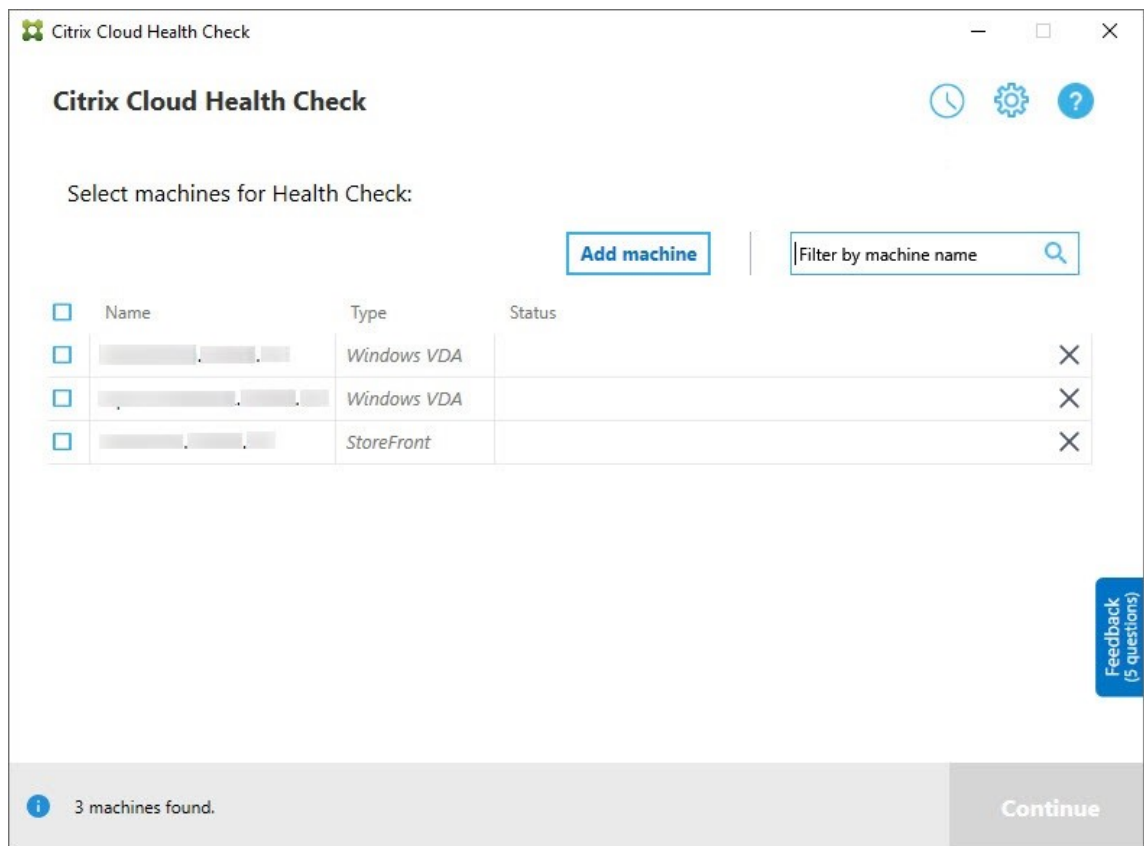 Citrix Cloud Health Check
Citrix Cloud Health Check
?
Select machines for Health Check:
Add machine
Filter by machine name
Name Type Status
Windows VDA
Windows VDA
StoreFront
Feedback
(5 questions)
i 3 machines found.
Continue